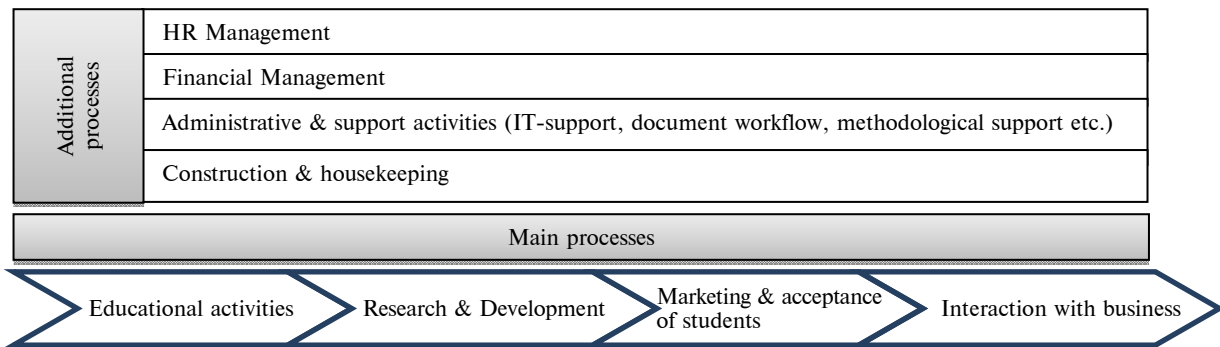 Additional
processes
HR Management
Financial Management
Administrative & support activities (IT-support, document workflow, methodological support etc.)
Construction & housekeeping
Main processes
Educational activities
Research & Development
Marketing & acceptance
of students
Interaction with business